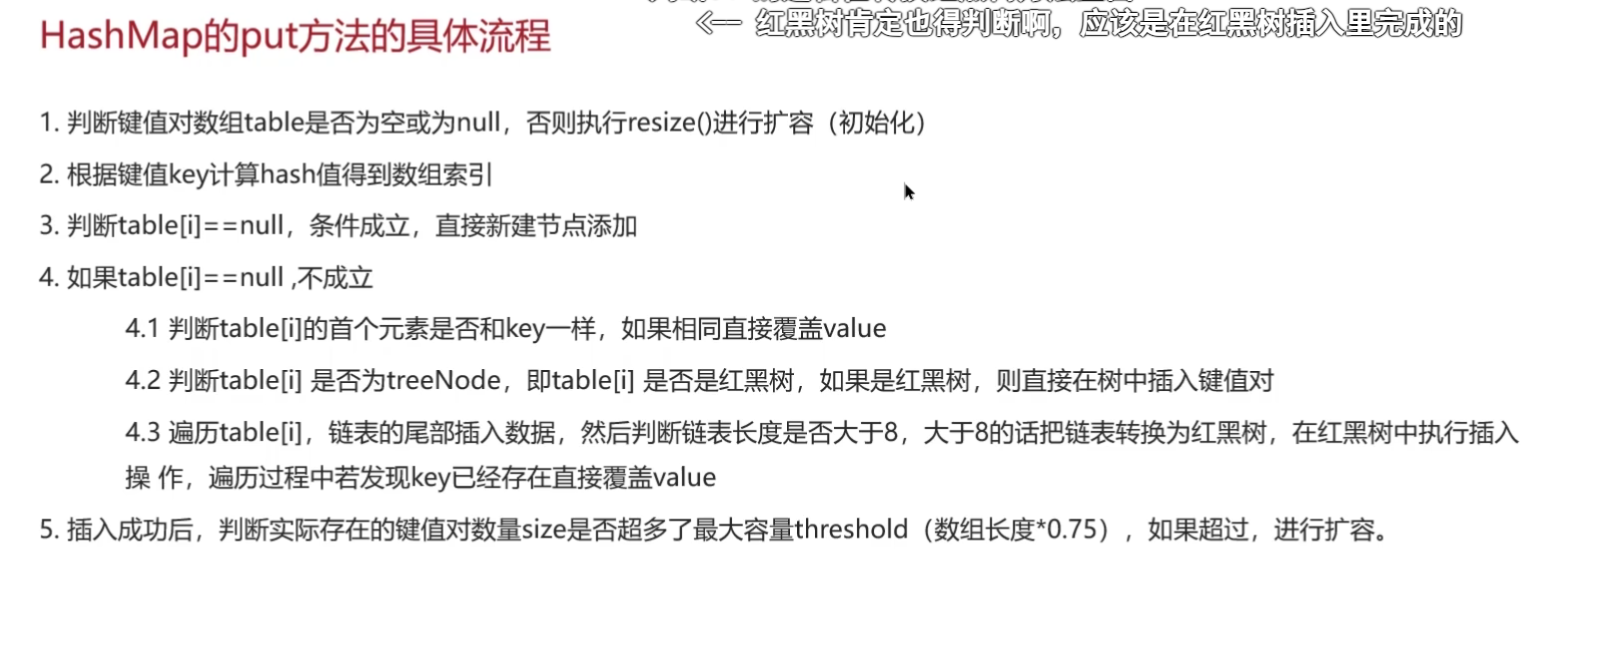 <一 红黑树肯定也得判断啊，应该是在红黑树插入里完成的
HashMap的put方法的具体流程
1. 判断键值对数组table是否为空或为null，否则执行resize()进行扩容（初始化）
2. 根据键值key计算hash值得到数组索引
3. 判断table[i]==null，条件成立，直接新建节点添加
4. 如果table[i]==null ,不成立
4.1 判断table[i]的首个元素是否和key一样，如果相同直接覆盖value
4.2 判断table[i] 是否为treeNode，即table[i] 是否是红黑树，如果是红黑树，则直接在树中插入键值对
4.3 遍历table[i]，链表的尾部插入数据，然后判断链表长度是否大于8，大于8的话把链表转换为红黑树，在红黑树中执行插入
操 作，遍历过程中若发现key已经存在直接覆盖value
5. 插入成功后，判断实际存在的键值对数量size是否超多了最大容量threshold（数组长度*0.75），如果超过，进行扩容。